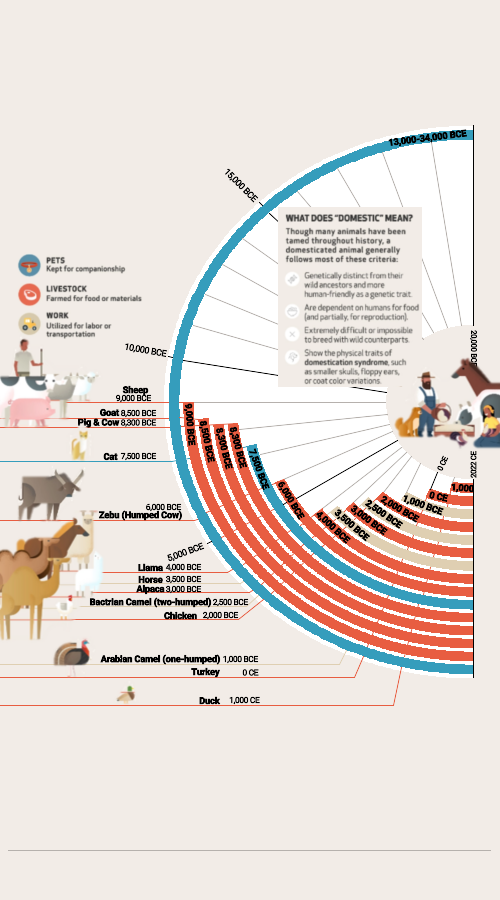 13,000-34,000 BCE
15,000 BCE
WHAT DOES “DOMESTIC” MEAN?
Though many animals have been
tamed throughout history, a
domesticated animal generally
follows most of these criteria:
Genetically distinct from their
wild ancestors and more
human-friendly as a genetic trait.
Are dependent on humans for food
(and partially, for reproduction).
Extremely difficult or impossible
to breed with wild counterparts.
Show the physical traits of
domestication syndrome, such
as smaller skulls, floppy ears,
or coat color variations.
PETS
Kept for companionship
LIVESTOCK
Farmed for food or materials
WORK
Utilized for labor or
transportation
10,000 BCE
20,000 BCE
Sheep
9,000 BCE
Goat 8,500 BCE
Pig & Cow 8,300 BCE
Cat 7,500 BCE
6,000 BCE
Zebu (Humped Cow)
5,000 BCE
Llama 4,000 BCE
Horse 3,500 BCE
Alpaca 3,000 BCE
Bactrian Camel (two-humped) 2,500 BCE
Chicken 2,000 BCE
Arabian Camel (one-humped) 1,000 BCE
Turkey 0 CE
Duck 1,000 CE
9,000 BCE
8,500 BCE
8,300 BCE
8,300 BCE
7,500 BCE
6,000 BCE
4,000 BCE
3,500 BCE
3,000 BCE
2,500 BCE
2,000 BCE
1,000 BCE
0 CE
1,000
0 CE
2022 CE